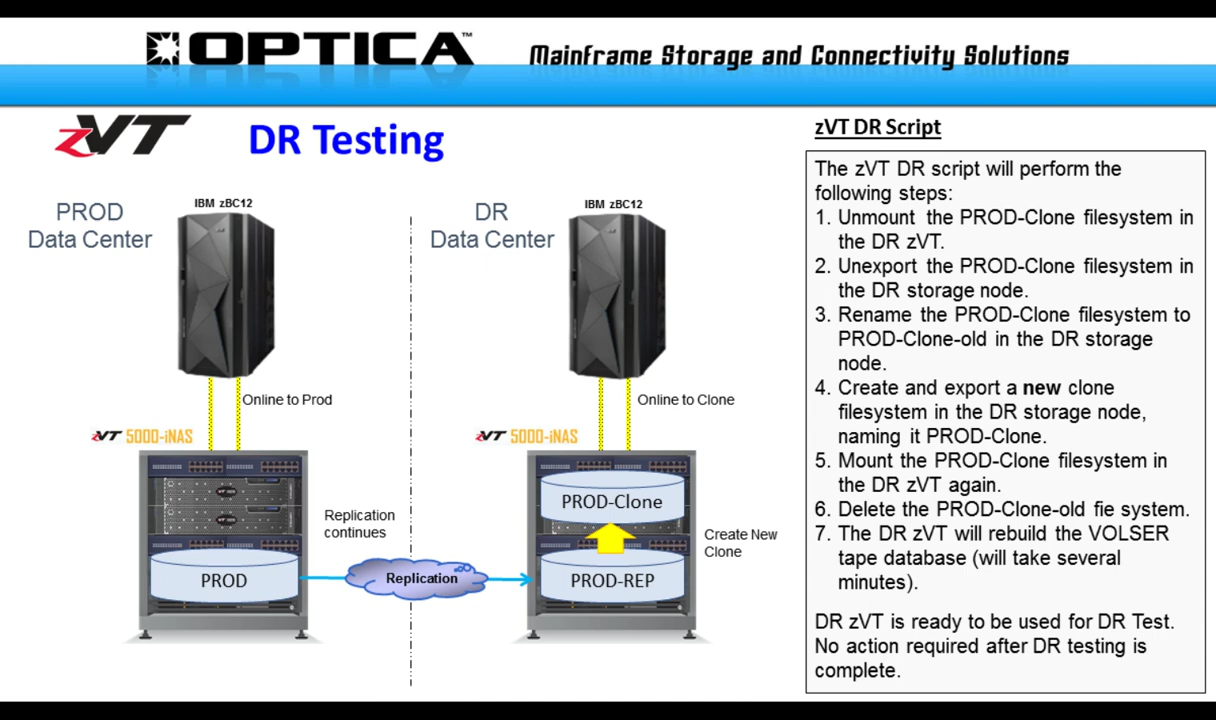 OPTICA™
Mainframe Storage and Connectivity Solutions
zVT
DR Testing
PROD
Data Center
IBM zBC12
DR
Data Center
IBM zBC12
Online to Prod
Online to Clone
zVT 5000-iNAS
zVT 5000-iNAS
PROD-Clone
Replication
continues
Create New
Clone
PROD
Replication
PROD-REP
zVT DR Script
The zVT DR script will perform the
following steps:
1. Unmount the PROD-Clone filesystem in
the DR zVT.
2. Unexport the PROD-Clone filesystem in
the DR storage node.
3. Rename the PROD-Clone filesystem to
PROD-Clone-old in the DR storage
node.
4. Create and export a new clone
filesystem in the DR storage node,
naming it PROD-Clone.
5. Mount the PROD-Clone filesystem in
the DR zVT again.
6. Delete the PROD-Clone-old fie system.
7. The DR zVT will rebuild the VOLSER
tape database (will take several
minutes).
DR zVT is ready to be used for DR Test.
No action required after DR testing is
complete.